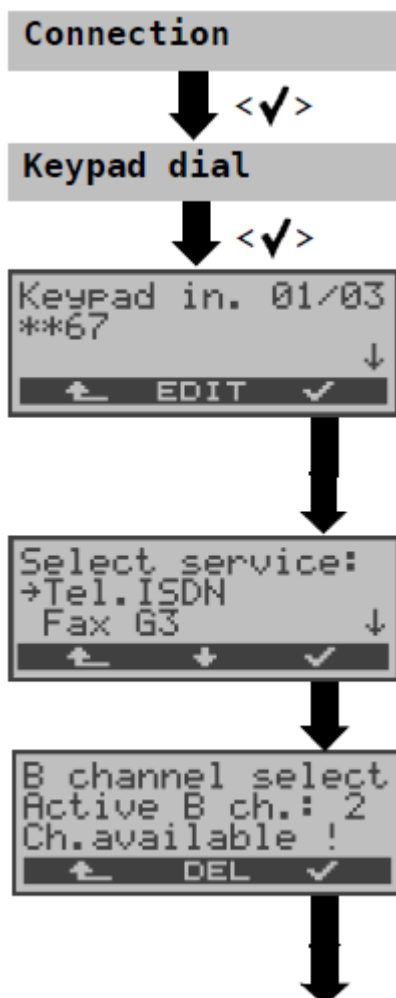 Connection
<✓>
Keypad dial
<✓>
Keypad in. 01/03
**67
↓
EDIT ✓
Select service:
→Tel.ISDN
Fax G3 ↓
✓
B channel select
Active B ch.: 2
Ch.available !
DEL ✓